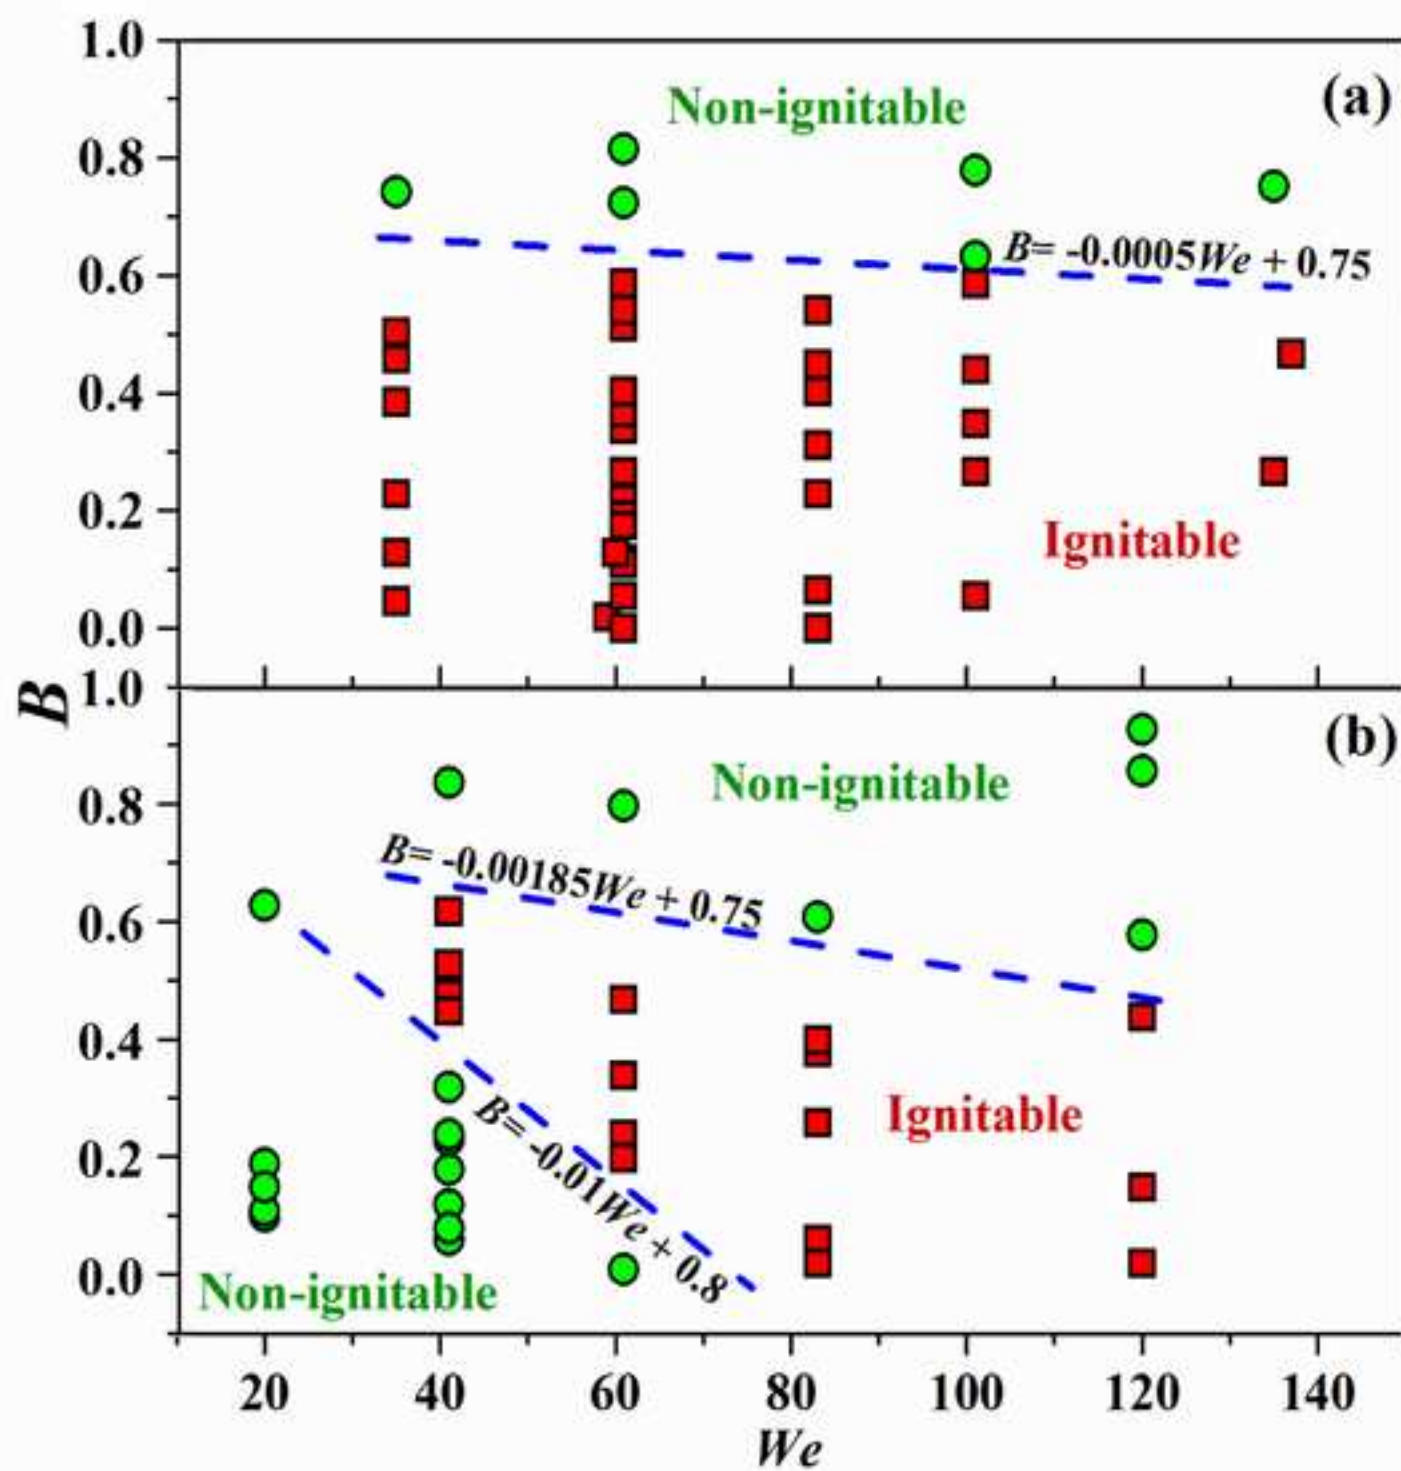 1.0
(a)
Non-ignitable
0.8
B= -0.0005We + 0.75
0.6
0.4
Ignitable
0.2
0.0
B
1.0
(b)
Non-ignitable
0.8
B= -0.00185We + 0.75
0.6
0.4
Ignitable
B= -0.01We + 0.8
0.2
0.0
Non-ignitable
20 40 60 80 100 120 140
We